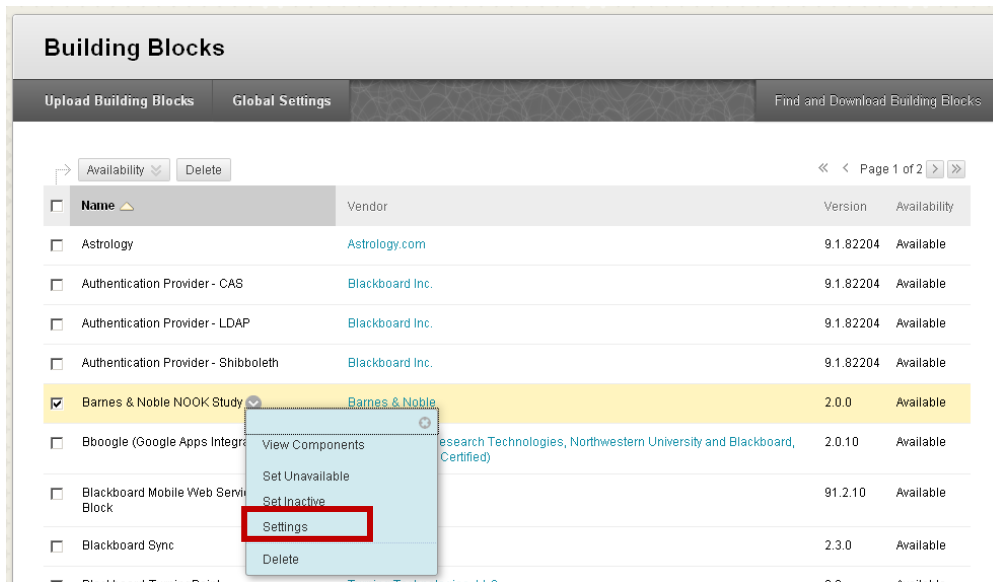 Building Blocks
Upload Building Blocks Global Settings Find and Download Building Blocks
Availability Delete Page 1 of 2
Name Vendor Version Availability
Astrology Astrology.com 9.1.82204 Available
Authentication Provider - CAS Blackboard Inc. 9.1.82204 Available
Authentication Provider - LDAP Blackboard Inc. 9.1.82204 Available
Authentication Provider - Shibboleth Blackboard Inc. 9.1.82204 Available
Barnes & Noble NOOK Study Barnes & Noble 2.0.0 Available
Bboogle (Google Apps Research Technologies, Northwestern University and Blackboard, 2.0.10 Available
Certified)
View Components
Set Unavailable
Blackboard Mobile Web 91.2.10 Available
Block
Set Inactive
Settings
Blackboard Sync 2.3.0 Available
Delete